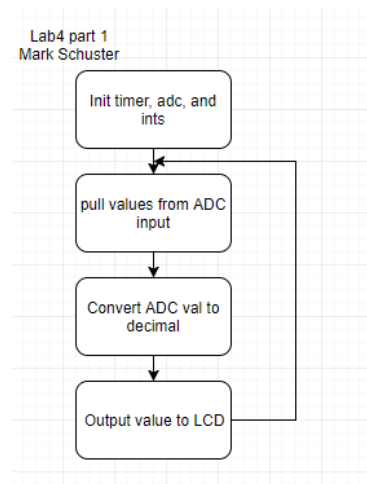 Lab4 part 1
Mark Schuster
Init timer, adc, and
ints
pull values from ADC
input
Convert ADC val to
decimal
Output value to LCD